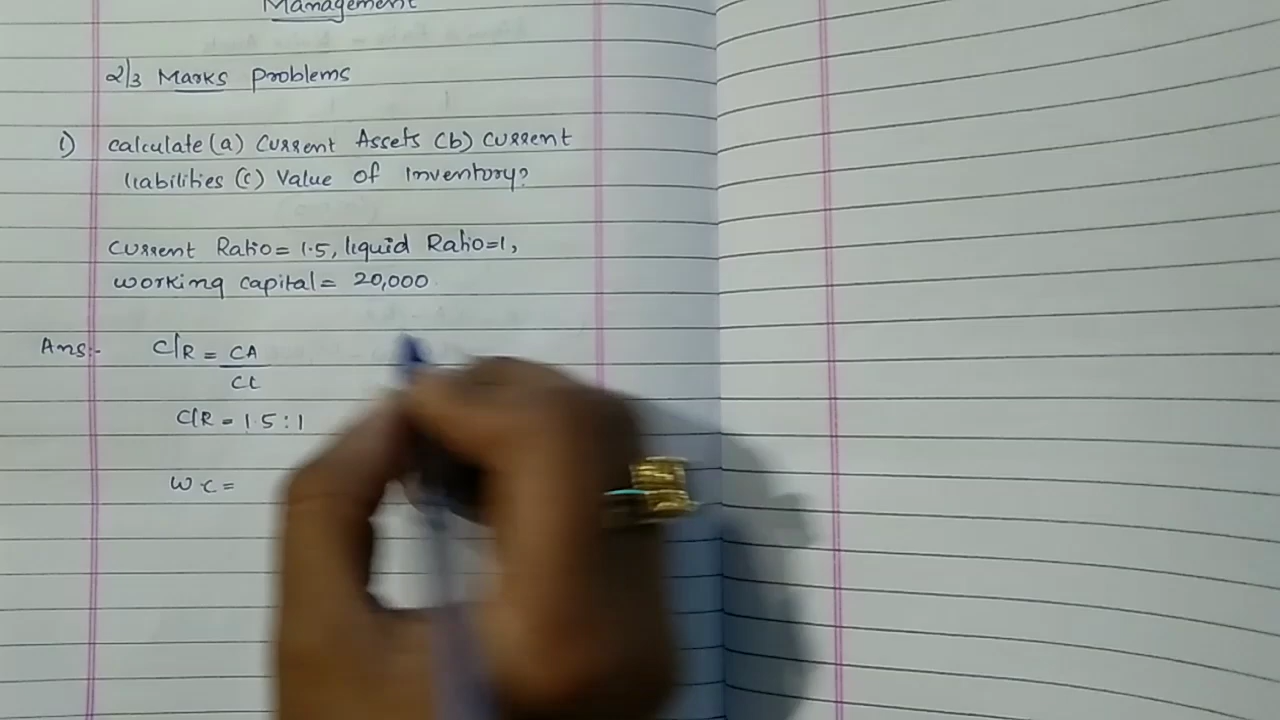 Management
2/3 Marks Problems
1) calculate (a) Current Assets (b) Current
liabilities (c) Value of Inventory?
Current Ratio = 1.5, liquid Ratio=1,
working capital = 20,000.
Ans:- C/R = CA
CL
C/R = 1.5 : 1
WC =